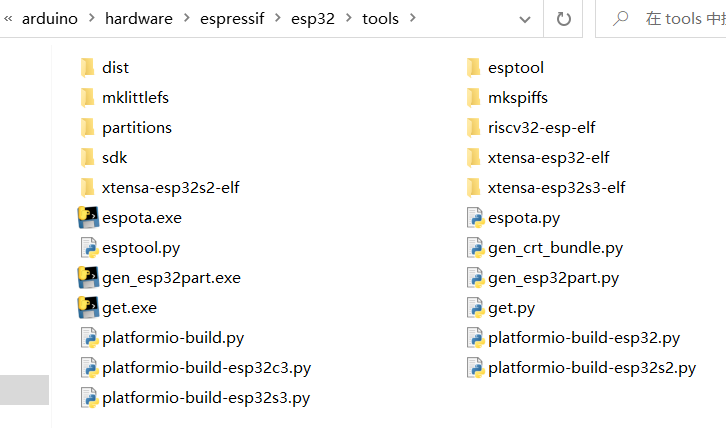 « arduino > hardware > espressif > esp32 > tools > 在 tools 中
dist esptool
mklittlefs mkspiffs
partitions riscv32-esp-elf
sdk xtensa-esp32-elf
xtensa-esp32s2-elf xtensa-esp32s3-elf
espota.exe espota.py
esptool.py gen_crt_bundle.py
gen_esp32part.exe gen_esp32part.py
get.exe get.py
platformio-build.py platformio-build-esp32.py
platformio-build-esp32c3.py platformio-build-esp32s2.py
platformio-build-esp32s3.py